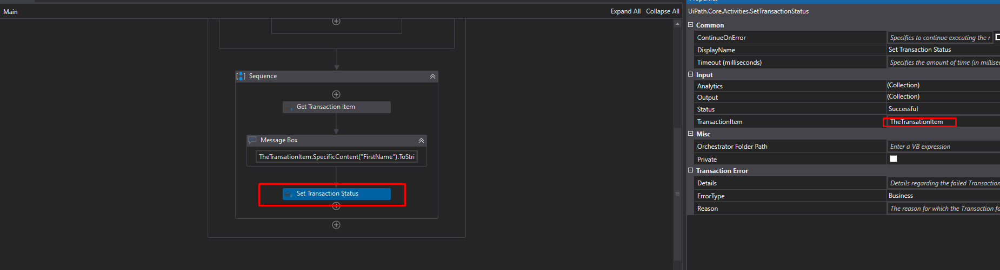 Main
Expand All Collapse All
Sequence
Get Transaction Item
Message Box
TheTransationItem.SpecificContent("FirstName").ToStri
Set Transaction Status
UiPath.Core.Activities.SetTransactionStatus
Common
ContinueOnError Specifies to continue executing the r
DisplayName Set Transaction Status
Timeout (milliseconds) Specifies the amount of time (in millisec
Input
Analytics (Collection)
Output (Collection)
Status Successful
TransactionItem TheTransationItem
Misc
Orchestrator Folder Path Enter a VB expression
Private
Transaction Error
Details Details regarding the failed Transaction
ErrorType Business
Reason The reason for which the Transaction fa